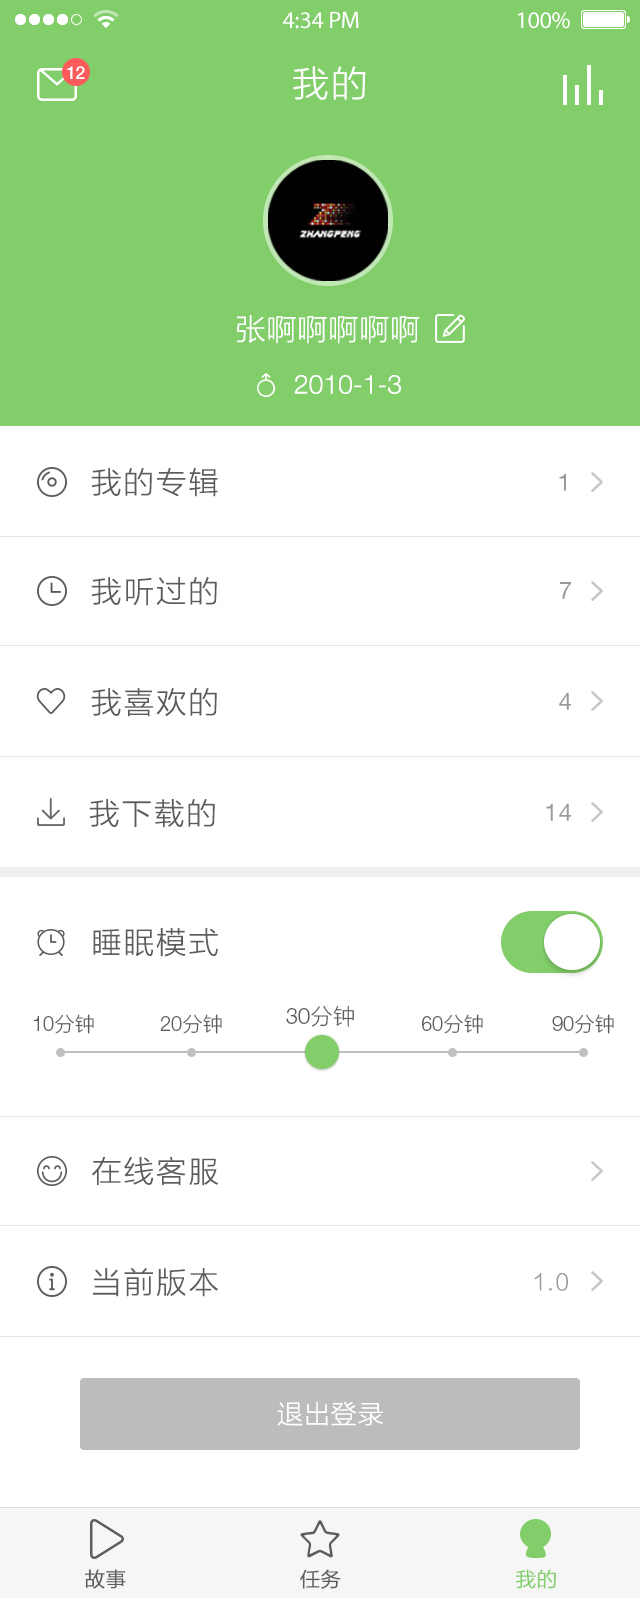 4:34 PM 100%
12
我的
ZHANGPENG
张啊啊啊啊啊
2010-1-3
我的专辑 1
我听过的 7
我喜欢的 4
我下载的 14
睡眠模式
10分钟 20分钟 30分钟 60分钟 90分钟
在线客服
当前版本 1.0
退出登录
故事 任务 我的